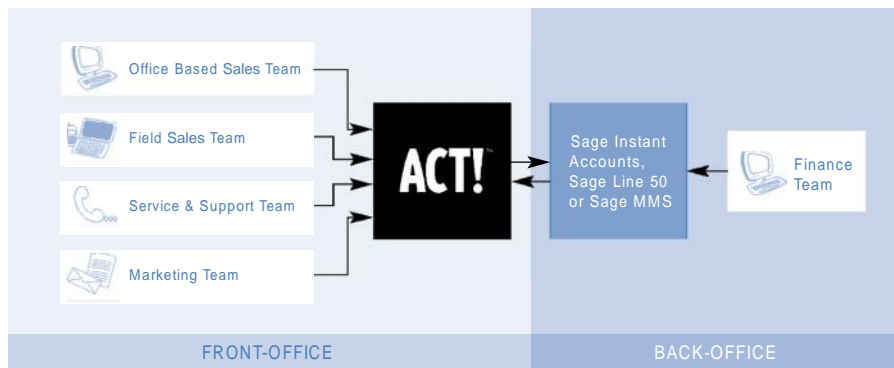 Office Based Sales Team
Field Sales Team
Service & Support Team
Marketing Team
ACT!™
Sage Instant
Accounts,
Sage Line 50
or Sage MMS
Finance
Team
FRONT-OFFICE
BACK-OFFICE